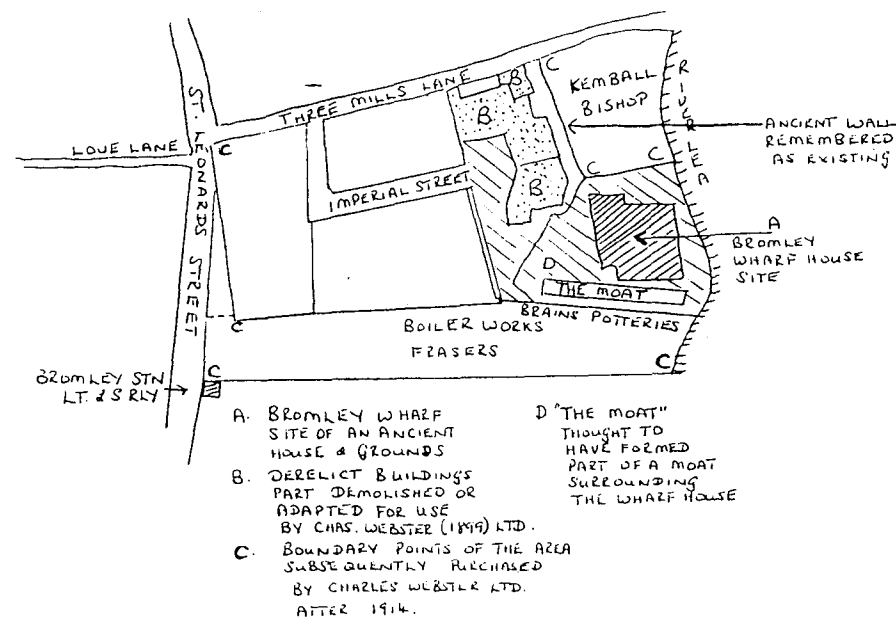 THREE MILLS LANE
ST. LEONARDS STREET
LOVE LANE
IMPERIAL STREET
KEMBALL
BISHOP
RIVER LEA
ANCIENT WALL
REMEMBERED
AS EXISTING
A
BROMLEY
WHARF HOUSE
SITE
B
B
B
C
C
C
C
C
C
C
D
THE MOAT
BRAINS POTTERIES
BOILER WORKS
FRASERS
BROMLEY STN
LT. & S RLY
A. BROMLEY WHARF
SITE OF AN ANCIENT
HOUSE & GROUNDS
B. DERELICT BUILDINGS
PART DEMOLISHED OR
ADAPTED FOR USE
BY CHAS. WEBSTER (1899) LTD.
C. BOUNDARY POINTS OF THE AREA
SUBSEQUENTLY PURCHASED
BY CHARLES WEBSTER LTD.
AFTER 1914.
D "THE MOAT"
THOUGHT TO
HAVE FORMED
PART OF A MOAT
SURROUNDING
THE WHARF HOUSE